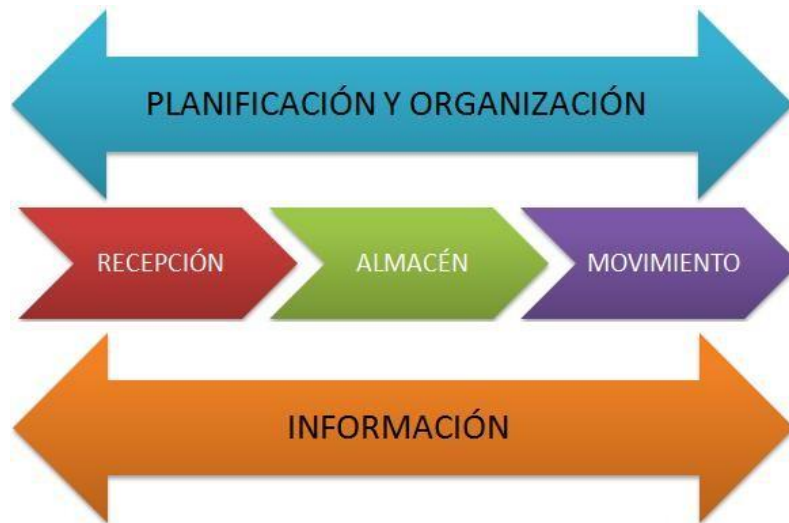 PLANIFICACIÓN Y ORGANIZACIÓN
RECEPCIÓN
ALMACÉN
MOVIMIENTO
INFORMACIÓN